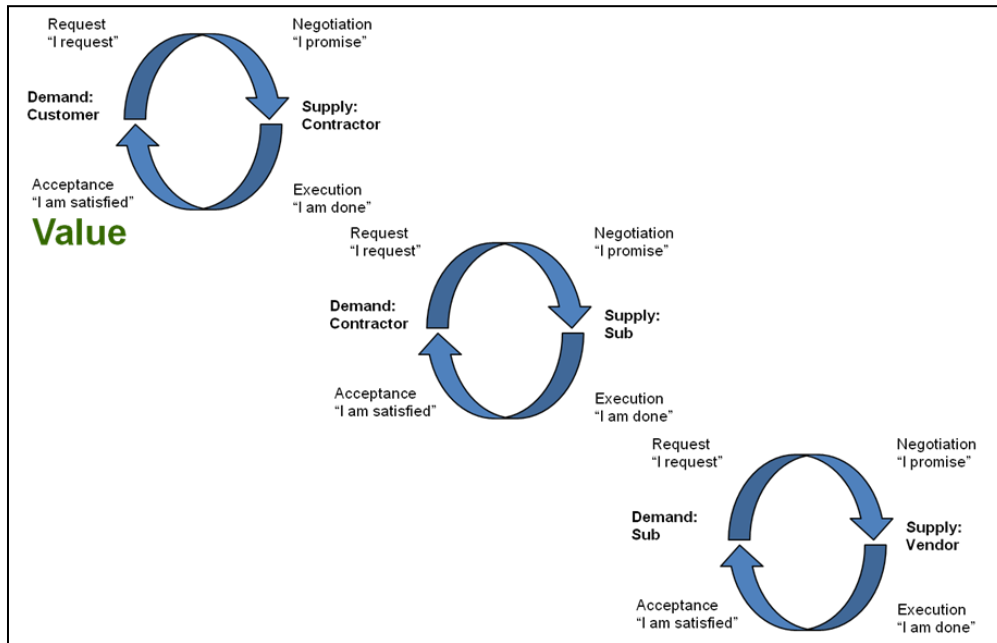 Request
“I request”
Negotiation
“I promise”
Demand:
Customer
Supply:
Contractor
Acceptance
“I am satisfied”
Execution
“I am done”
Value
Request
“I request”
Negotiation
“I promise”
Demand:
Contractor
Supply:
Sub
Acceptance
“I am satisfied”
Execution
“I am done”
Request
“I request”
Negotiation
“I promise”
Demand:
Sub
Supply:
Vendor
Acceptance
“I am satisfied”
Execution
“I am done”